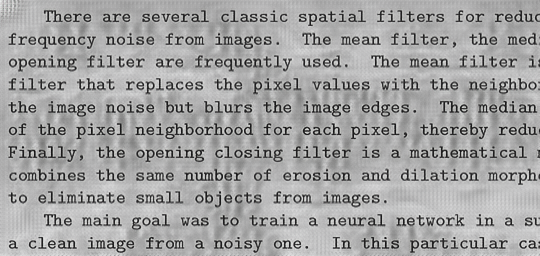 There are several classic spatial filters for reduc
frequency noise from images. The mean filter, the medi
opening filter are frequently used. The mean filter is
filter that replaces the pixel values with the neighbor
the image noise but blurs the image edges. The median
of the pixel neighborhood for each pixel, thereby redu
Finally, the opening closing filter is a mathematical
combines the same number of erosion and dilation morph
to eliminate small objects from images.
The main goal was to train a neural network in a su
a clean image from a noisy one. In this particular cas